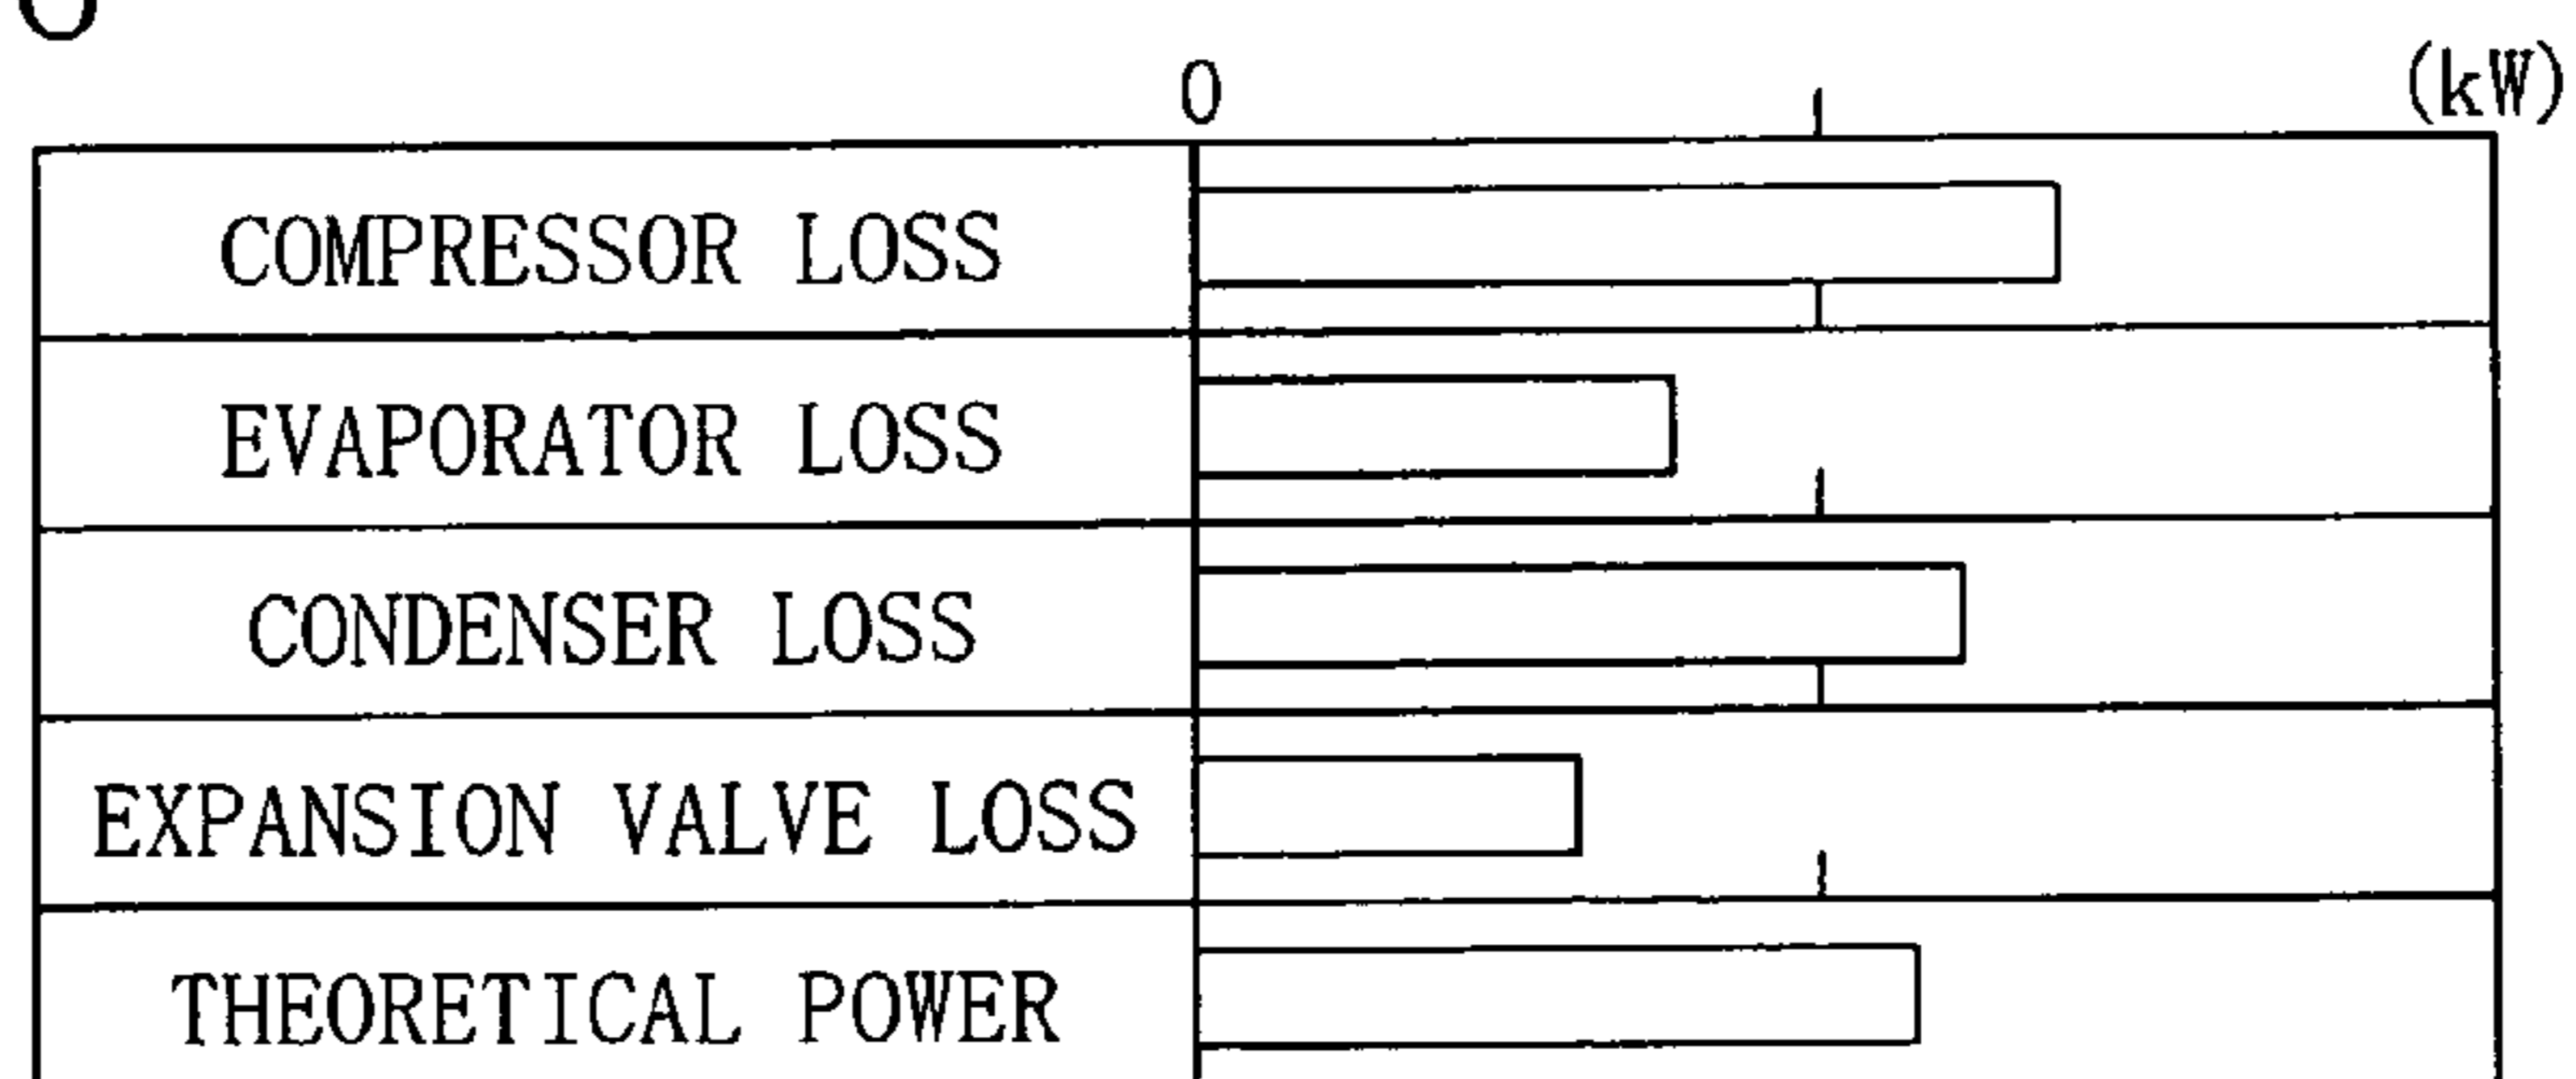 0 (kW)
COMPRESSOR LOSS
EVAPORATOR LOSS
CONDENSER LOSS
EXPANSION VALVE LOSS
THEORETICAL POWER